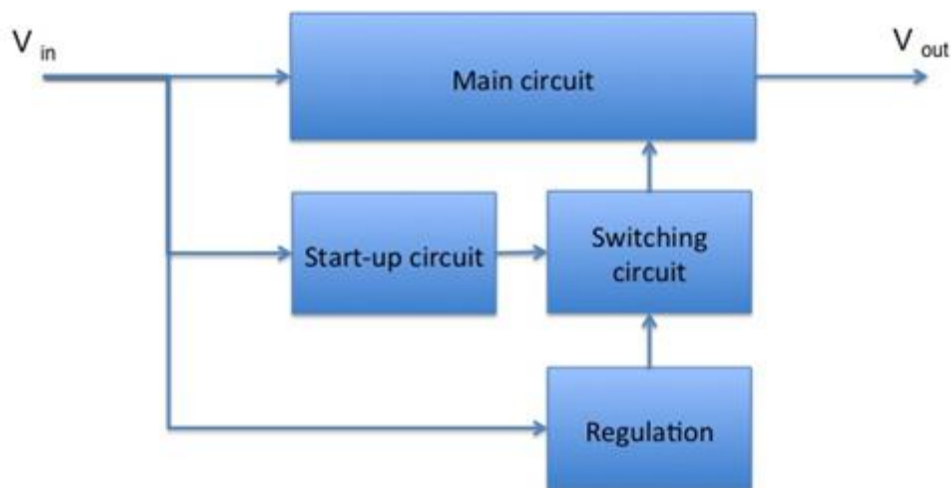 V in
V out
Main circuit
Start-up circuit
Switching
circuit
Regulation